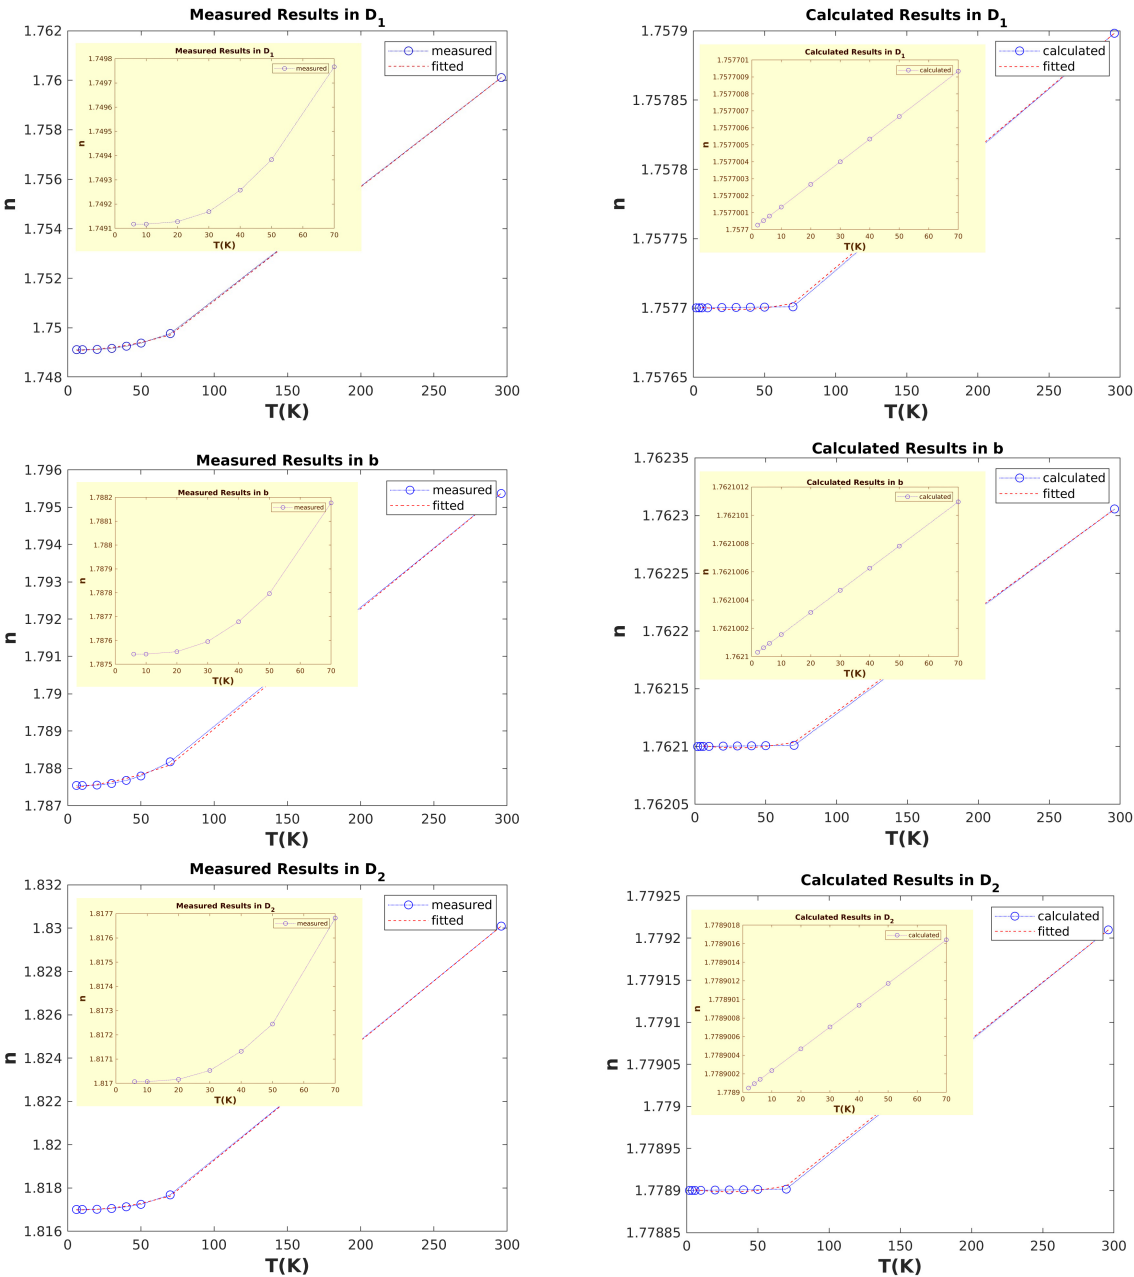 Measured Results in D1
1.762
1.76
1.758
1.756
1.754
1.752
1.75
1.748
n
0 50 100 150 200 250 300
T(K)
measured
fitted
Measured Results in D1
1.7498
1.7497
1.7496
1.7495
1.7494
1.7493
1.7492
1.7491
n
0 10 20 30 40 50 60 70
T(K)
measured
Calculated Results in D1
1.7579
1.75785
1.7578
1.75775
1.7577
1.75765
n
0 50 100 150 200 250 300
T(K)
calculated
fitted
Calculated Results in D1
1.757701
1.7577009
1.7577008
1.7577006
1.7577005
1.7577004
1.7577002
1.7577001
1.7577
n
0 10 20 30 40 50 60 70
T(K)
calculated
Measured Results in b
1.796
1.795
1.794
1.793
1.792
1.791
1.79
1.789
1.788
1.787
n
0 50 100 150 200 250 300
T(K)
measured
fitted
Measured Results in b
1.7882
1.7881
1.788
1.7879
1.7878
1.7877
1.7876
1.7875
n
0 10 20 30 40 50 60 70
T(K)
measured
Calculated Results in b
1.76235
1.7623
1.76225
1.7622
1.76215
1.7621
1.76205
n
0 50 100 150 200 250 300
T(K)
calculated
fitted
Calculated Results in b
1.7621012
1.762101
1.7621008
1.7621006
1.7621004
1.7621002
1.7621
n
0 10 20 30 40 50 60 70
T(K)
calculated
Measured Results in D2
1.832
1.83
1.828
1.826
1.824
1.822
1.82
1.818
1.816
n
0 50 100 150 200 250 300
T(K)
measured
fitted
Measured Results in D2
1.8177
1.8176
1.8175
1.8174
1.8173
1.8172
1.8171
1.817
n
0 10 20 30 40 50 60 70
T(K)
measured
Calculated Results in D2
1.77925
1.7792
1.77915
1.7791
1.77905
1.779
1.77895
1.7789
1.77885
n
0 50 100 150 200 250 300
T(K)
calculated
fitted
Calculated Results in D2
1.7789018
1.7789016
1.7789014
1.7789012
1.778901
1.7789008
1.7789006
1.7789004
1.7789002
1.7789
n
0 10 20 30 40 50 60 70
T(K)
calculated